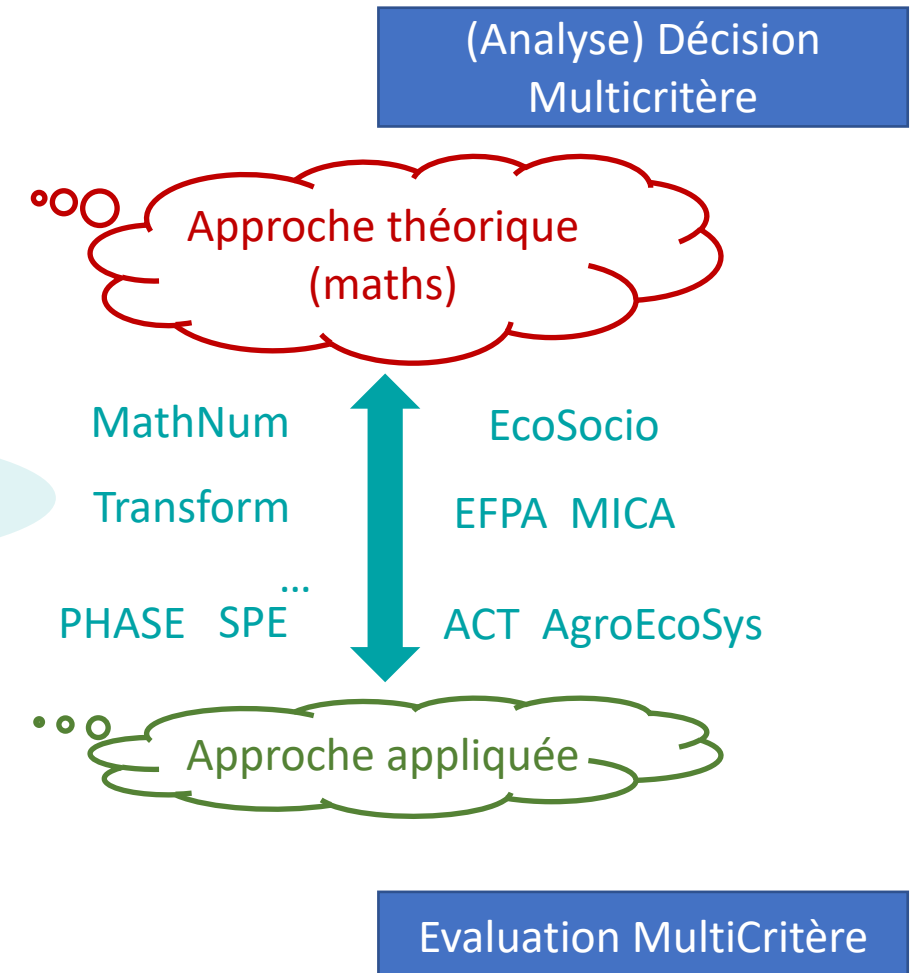 (Analyse) Décision
Multicritère
Approche théorique
(maths)
MathNum
EcoSocio
Transform
EFPA MICA
...
PHASE SPE
ACT AgroEcoSys
Approche appliquée
Evaluation MultiCritère